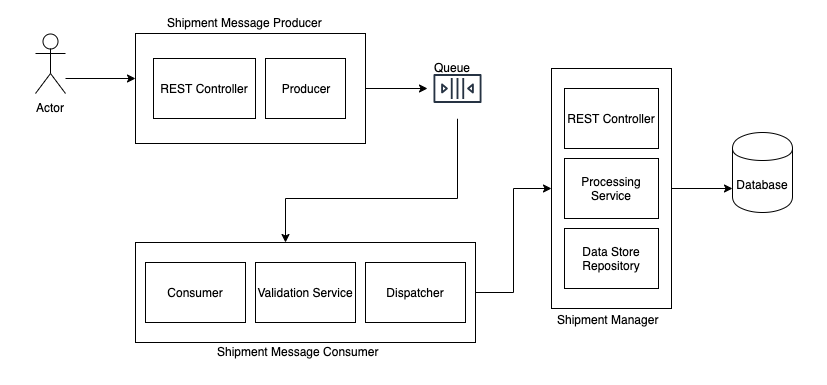 Shipment Message Producer
Actor
REST Controller
Producer
Queue
REST Controller
Processing
Service
Data Store
Repository
Shipment Manager
Database
Consumer
Validation Service
Dispatcher
Shipment Message Consumer